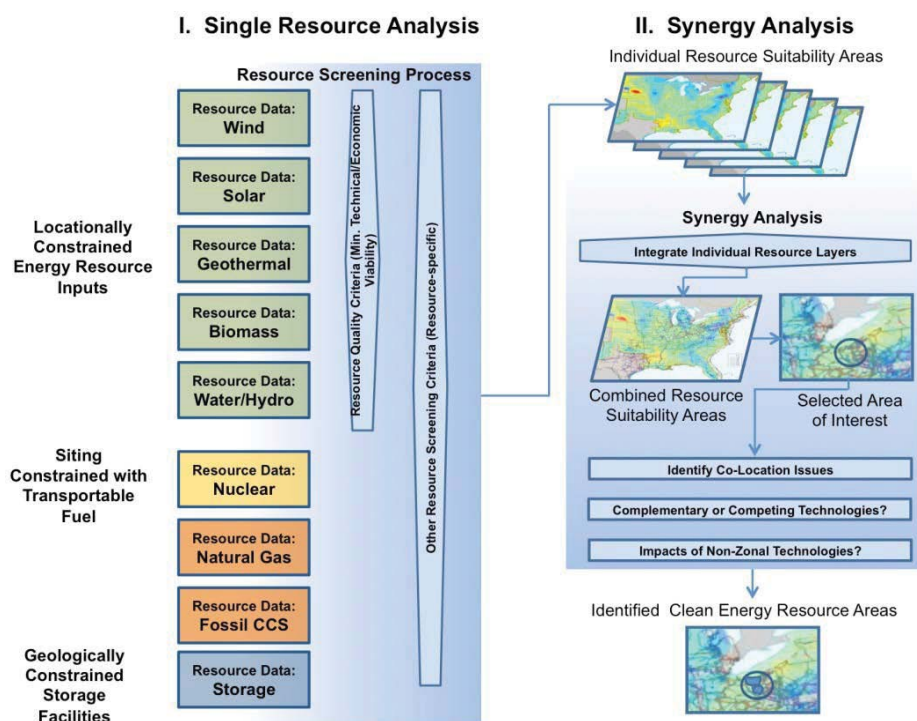 I. Single Resource Analysis
Resource Screening Process
Resource Data:
Wind
Resource Data:
Solar
Resource Data:
Geothermal
Resource Data:
Biomass
Resource Data:
Water/Hydro
Resource Data:
Nuclear
Resource Data:
Natural Gas
Resource Data:
Fossil CCS
Resource Data:
Storage
Locationally
Constrained
Energy Resource
Inputs
Siting
Constrained with
Transportable
Fuel
Geologically
Constrained
Storage
Facilities
Resource Quality Criteria (Min. Technical/Economic
Viability)
Other Resource Screening Criteria (Resource-specific)
II. Synergy Analysis
Individual Resource Suitability Areas
Synergy Analysis
Integrate Individual Resource Layers
Combined Resource
Suitability Areas
Selected Area
of Interest
Identify Co-Location Issues
Complementary or Competing Technologies?
Impacts of Non-Zonal Technologies?
Identified Clean Energy Resource Areas